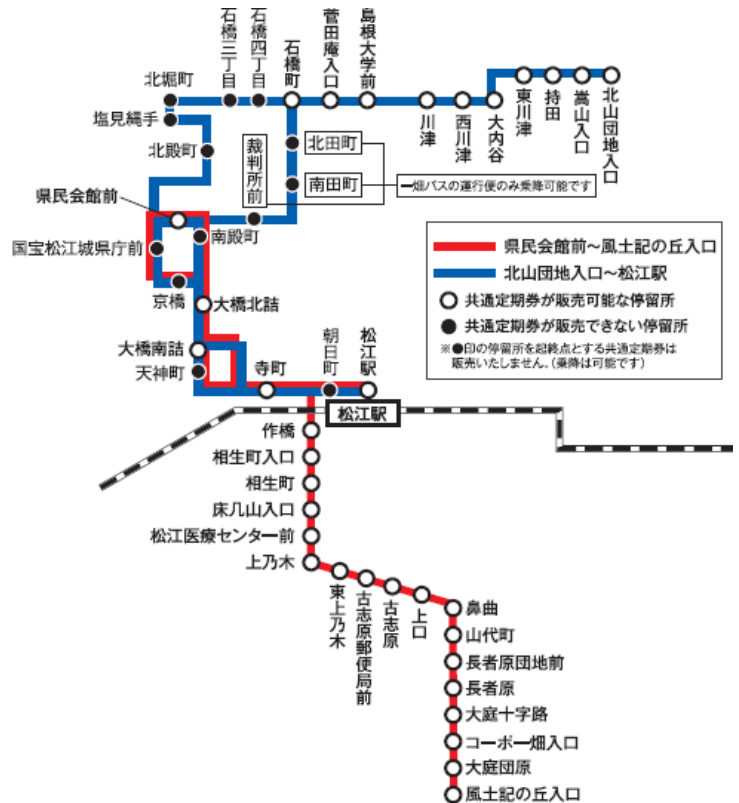 石橋三丁目
石橋四丁目
石橋町
菅田庵入口
島根大学前
北堀町
塩見縄手
北殿町
川津
西川津
大内谷
東川津
持田
嵩山入口
北山団地入口
裁判所前
北田町
南田町
一畑バスの運行便のみ乗降可能です
県民会館前
国宝松江城県庁前
南殿町
京橋
大橋北詰
県民会館前~風土記の丘入口
北山団地入口~松江駅
共通定期券が販売可能な停留所
共通定期券が販売できない停留所
※●印の停留所を起終点とする共通定期券は
販売いたしません。(乗降は可能です)
大橋南詰
天神町
寺町
朝日町
松江駅
松江駅
作橋
相生町入口
相生町
床几山入口
松江医療センター前
上乃木
東上乃木
古志原郵便局前
古志原
上口
鼻曲
山代町
長者原団地前
長者原
大庭十字路
コーポ一畑入口
大庭団原
風土記の丘入口